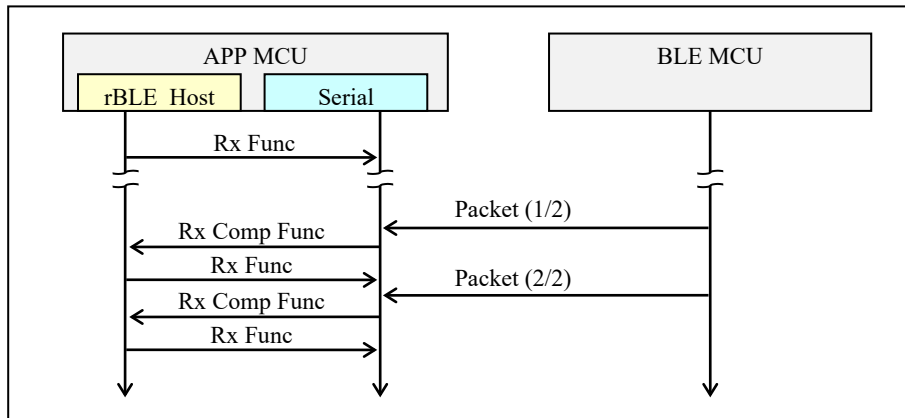 APP MCU
BLE MCU
rBLE Host
Serial
Rx Func
Packet (1/2)
Rx Comp Func
Rx Func
Packet (2/2)
Rx Comp Func
Rx Func